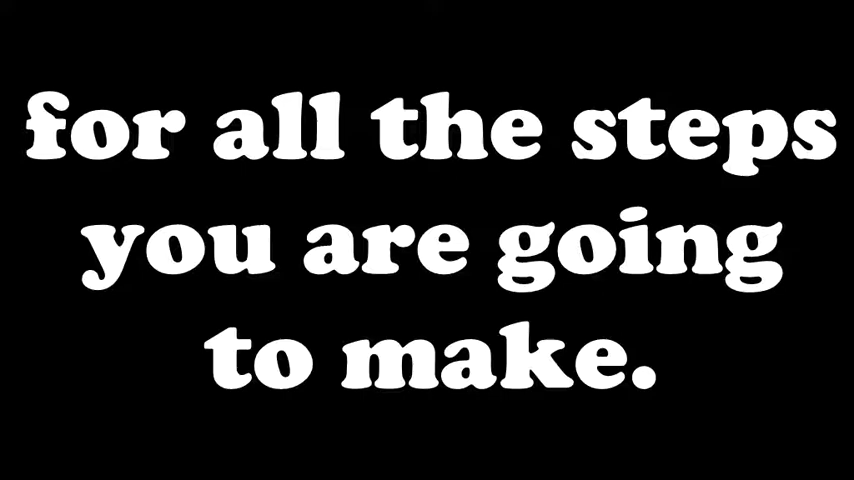 for all the steps
you are going
to make.